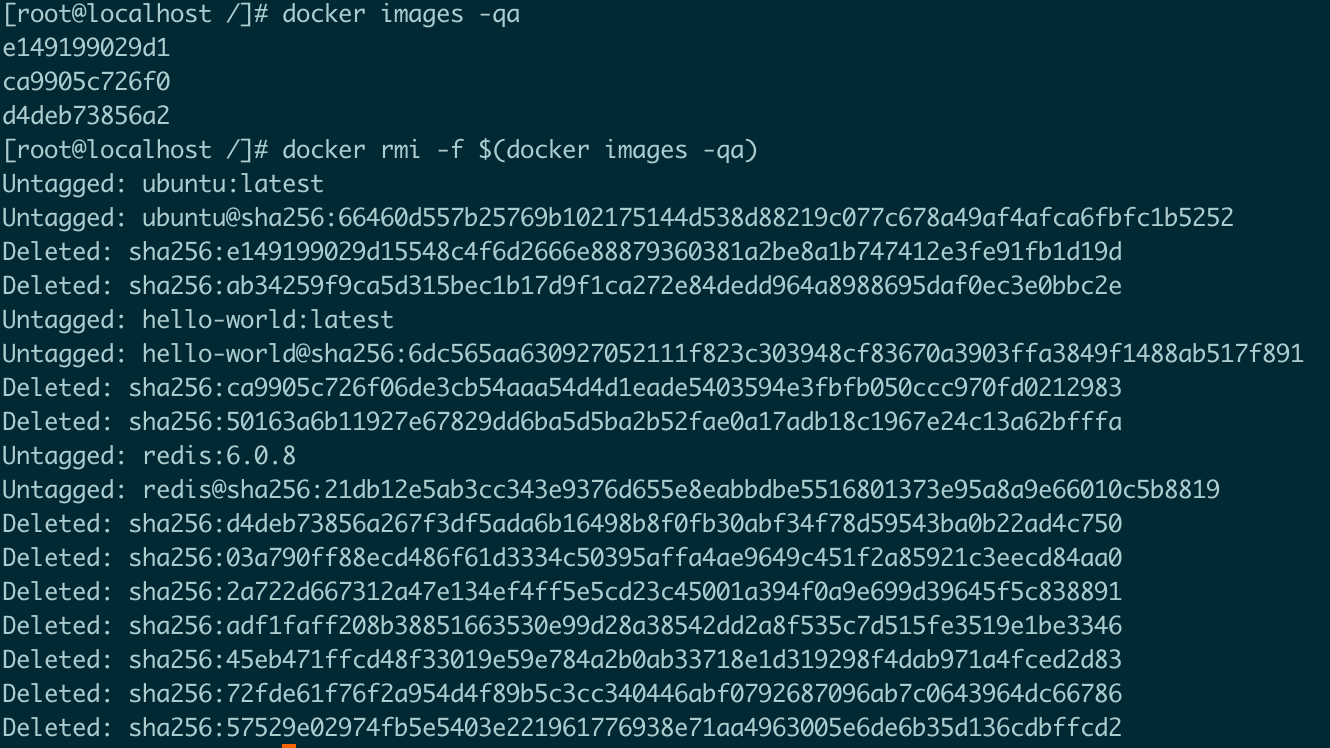 [root@localhost /]# docker images -qa
e149199029d1
ca9905c726f0
d4deb73856a2
[root@localhost /]# docker rmi -f $(docker images -qa)
Untagged: ubuntu:latest
Untagged: ubuntu@sha256:66460d557b25769b102175144d538d88219c077c678a49af4afca6fbfc1b5252
Deleted: sha256:e149199029d15548c4f6d2666e88879360381a2be8a1b747412e3fe91fb1d19d
Deleted: sha256:ab34259f9ca5d315bec1b17d9f1ca272e84dedd964a8988695daf0ec3e0bbc2e
Untagged: hello-world:latest
Untagged: hello-world@sha256:6dc565aa630927052111f823c303948cf83670a3903ffa3849f1488ab517f891
Deleted: sha256:ca9905c726f06de3cb54aaa54d4d1eade5403594e3fbfb050ccc970fd0212983
Deleted: sha256:50163a6b11927e67829dd6ba5d5ba2b52fae0a17adb18c1967e24c13a62bfffa
Untagged: redis:6.0.8
Untagged: redis@sha256:21db12e5ab3cc343e9376d655e8eabbdbe5516801373e95a8a9e66010c5b8819
Deleted: sha256:d4deb73856a267f3df5ada6b16498b8f0fb30abf34f78d59543ba0b22ad4c750
Deleted: sha256:03a790ff88ecd486f61d3334c50395affa4ae9649c451f2a85921c3eecd84aa0
Deleted: sha256:2a722d667312a47e134ef4ff5e5cd23c45001a394f0a9e699d39645f5c838891
Deleted: sha256:adf1faff208b38851663530e99d28a38542dd2a8f535c7d515fe3519e1be3346
Deleted: sha256:45eb471ffcd48f33019e59e784a2b0ab33718e1d319298f4dab971a4fced2d83
Deleted: sha256:72fde61f76f2a954d4f89b5c3cc340446abf0792687096ab7c0643964dc66786
Deleted: sha256:57529e02974fb5e5403e221961776938e71aa4963005e6de6b35d136cdbffcd2